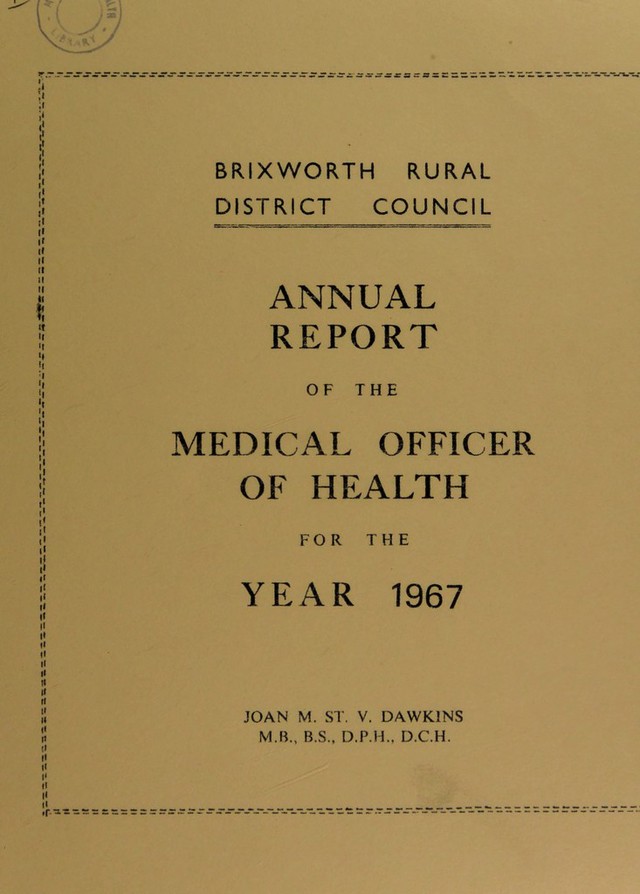 LIBRARY
BRIXWORTH RURAL
DISTRICT COUNCIL
ANNUAL
REPORT
OF THE
MEDICAL OFFICER
OF HEALTH
FOR THE
YEAR 1967
JOAN M. ST. V. DAWKINS
M.B., B.S., D.P.H., D.C.H.